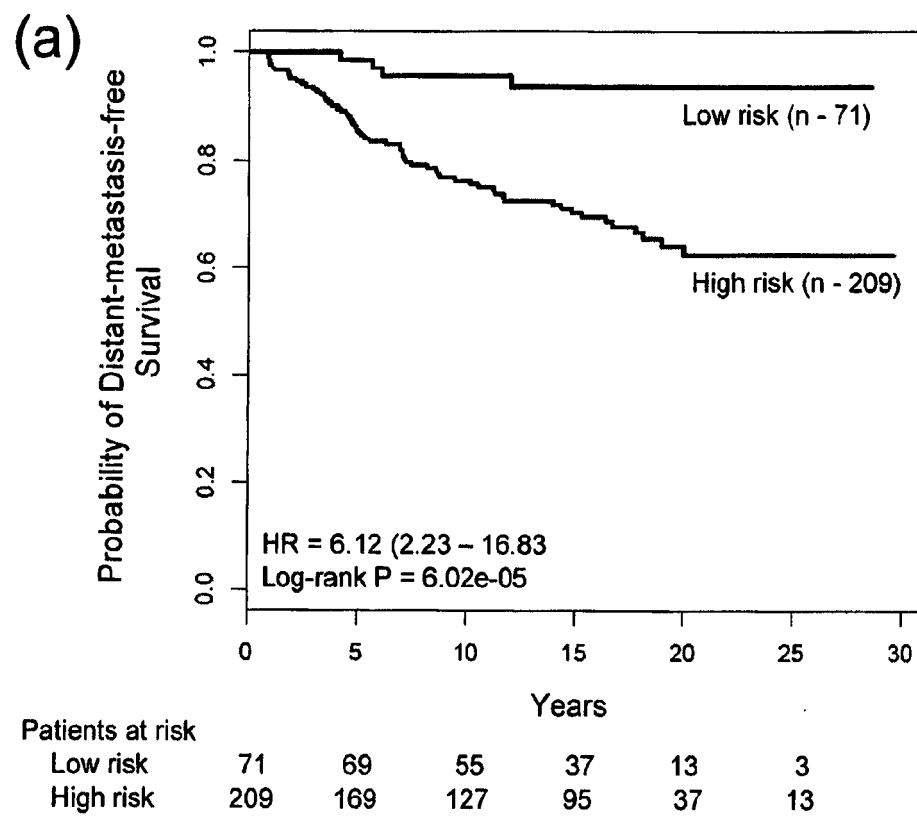 (a)
Probability of Distant-metastasis-free
Survival
1.0
0.8
0.6
0.4
0.2
0.0
Low risk (n - 71)
High risk (n - 209)
HR = 6.12 (2.23 – 16.83
Log-rank P = 6.02e-05
0 5 10 15 20 25 30
Years
Patients at risk
Low risk 71 69 55 37 13 3
High risk 209 169 127 95 37 13